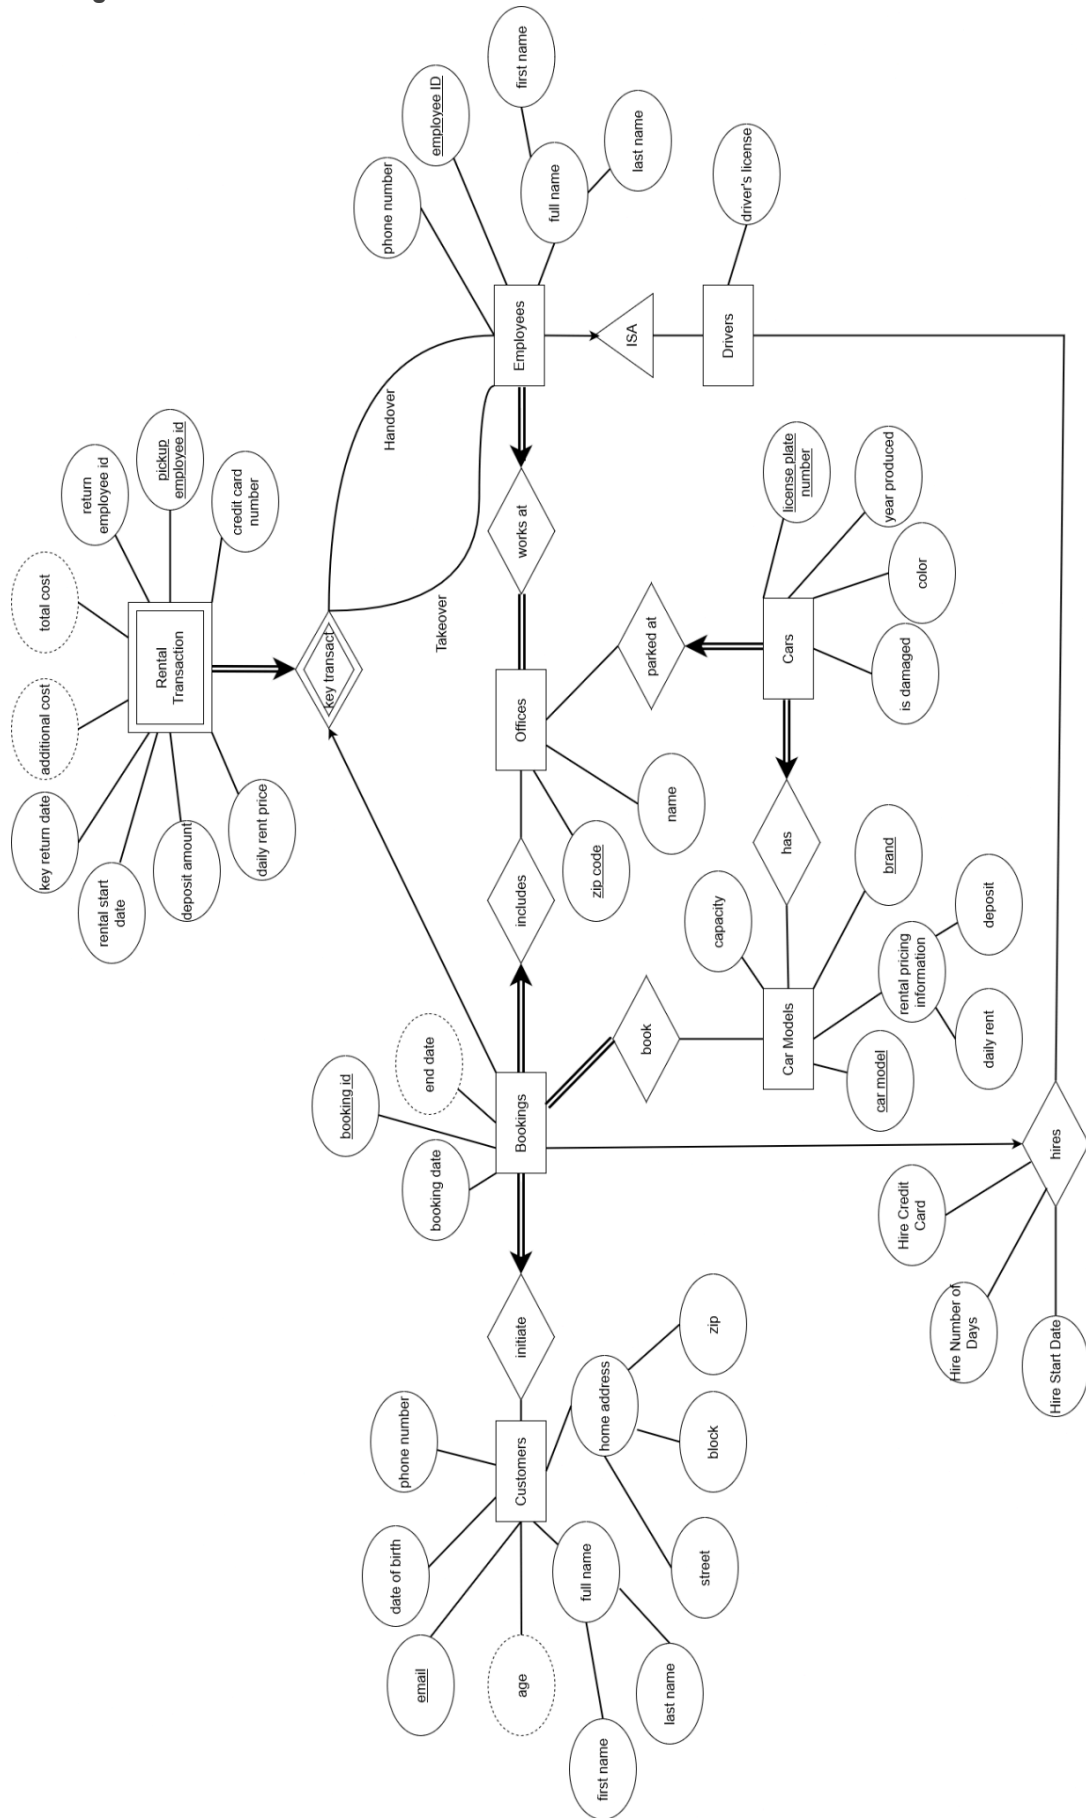 first name
employee ID
phone number
full name
last name
driver's license
Employees
ISA
Drivers
Handover
Takeover
return
employee id
pickup
employee id
credit card
number
total cost
additional cost
key return date
rental start
date
deposit amount
daily rent price
Rental
Transaction
key transact
works at
license plate
number
year produced
color
is damaged
Cars
parked at
Offices
name
zip code
includes
has
brand
capacity
rental pricing
information
deposit
daily rent
car model
Car Models
book
end date
booking id
booking date
Bookings
hires
Hire Credit
Card
Hire Number of
Days
Hire Start Date
initiate
Customers
phone number
date of birth
email
age
full name
first name
last name
home address
zip
block
street